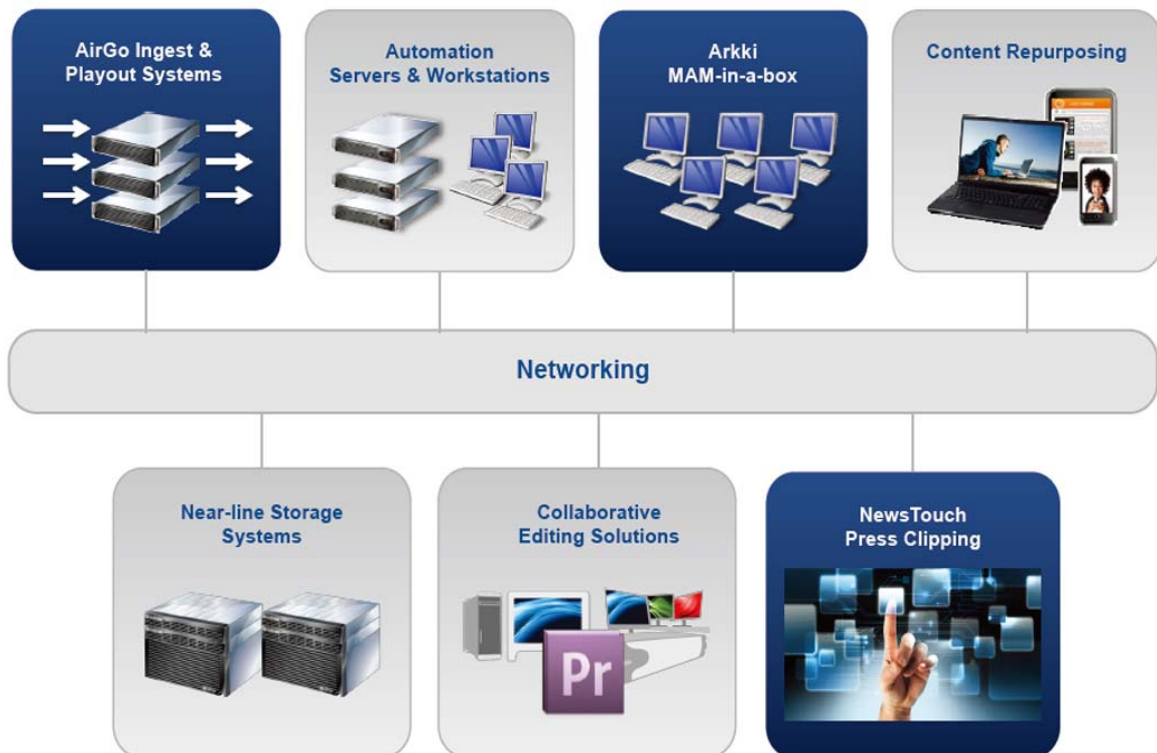 AirGo Ingest &
Playout Systems
Automation
Servers & Workstations
Arkki
MAM-in-a-box
Content Repurposing
Networking
Near-line Storage
Systems
Collaborative
Editing Solutions
Pr
NewsTouch
Press Clipping